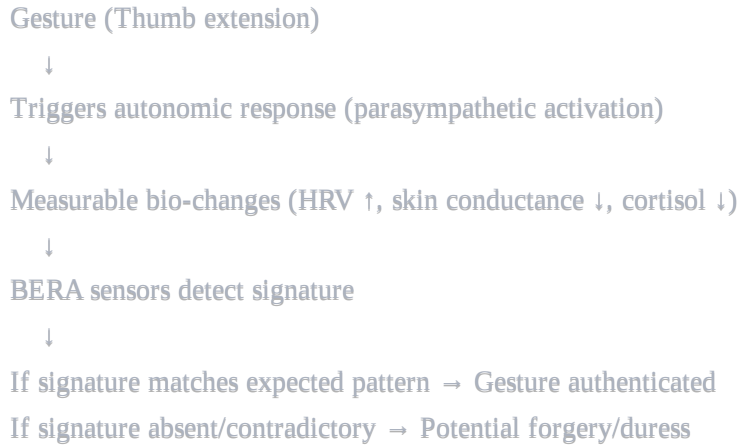 Gesture (Thumb extension)
↓
Triggers autonomic response (parasympathetic activation)
↓
Measurable bio-changes (HRV ↑, skin conductance ↓, cortisol ↓)
↓
BERA sensors detect signature
↓
If signature matches expected pattern → Gesture authenticated
If signature absent/contradictory → Potential forgery/duress